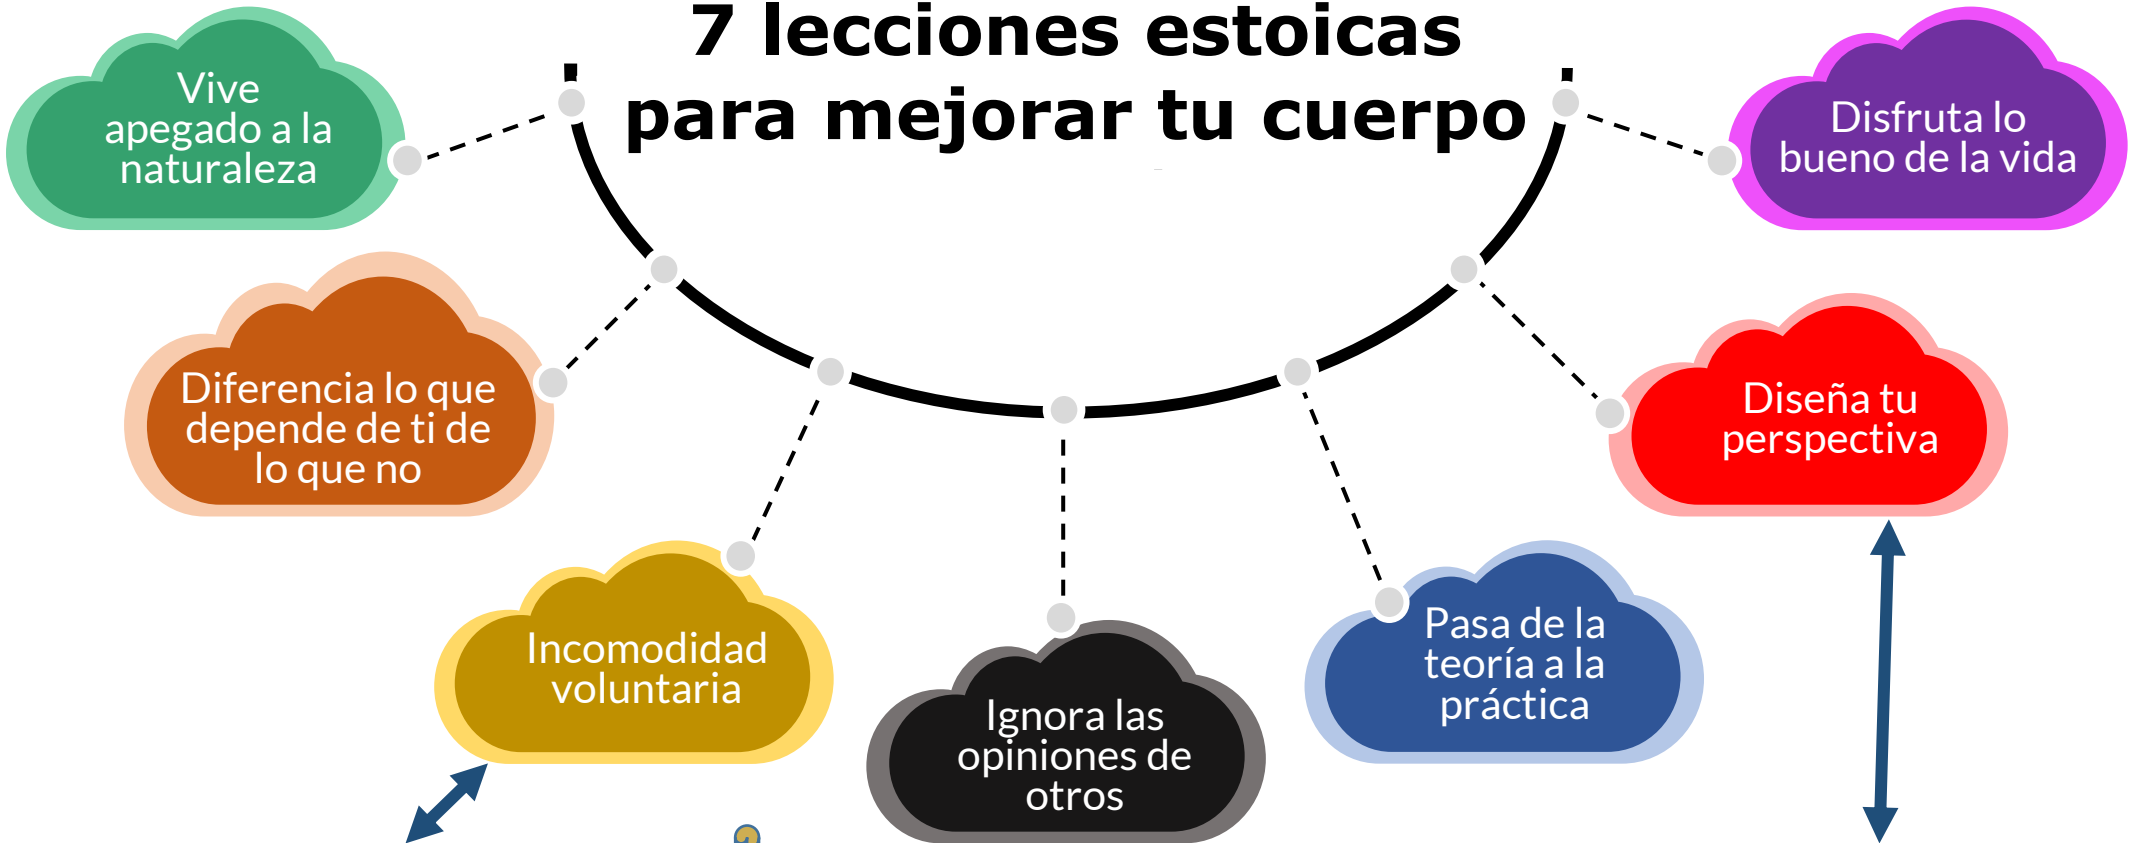 7 lecciones estoicas
para mejorar tu cuerpo
Vive
apegado a la
naturaleza
Diferencia lo que
depende de ti de
lo que no
Incomodidad
voluntaria
Ignora las
opiniones de
otros
Pasa de la
teoría a la
práctica
Diseña tu
perspectiva
Disfruta lo
bueno de la vida